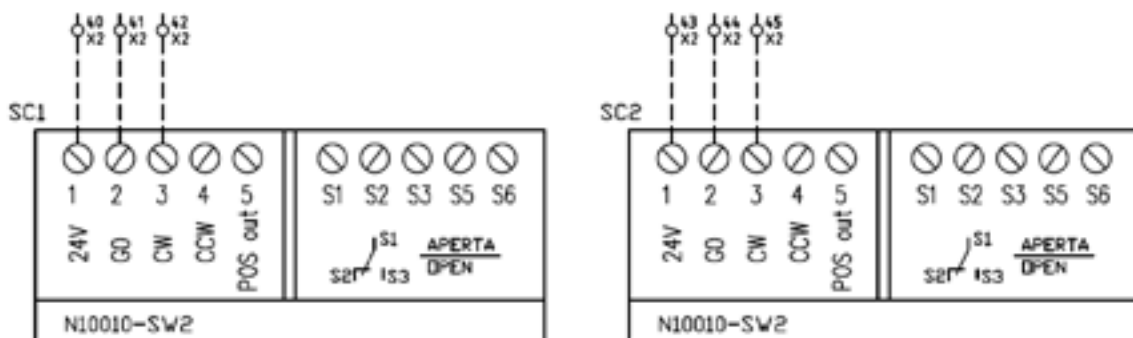 40 41 42 43 44 45
X2 X2 X2 X2 X2 X2
SC1 SC2
1 2 3 4 5 S1 S2 S3 S5 S6 1 2 3 4 5 S1 S2 S3 S5 S6
24V GD CW CCW POS out 24V GD CW CCW POS out
S1 APERTA S1 APERTA
S2 S3 OPEN S2 S3 OPEN
N10010-SW2 N10010-SW2